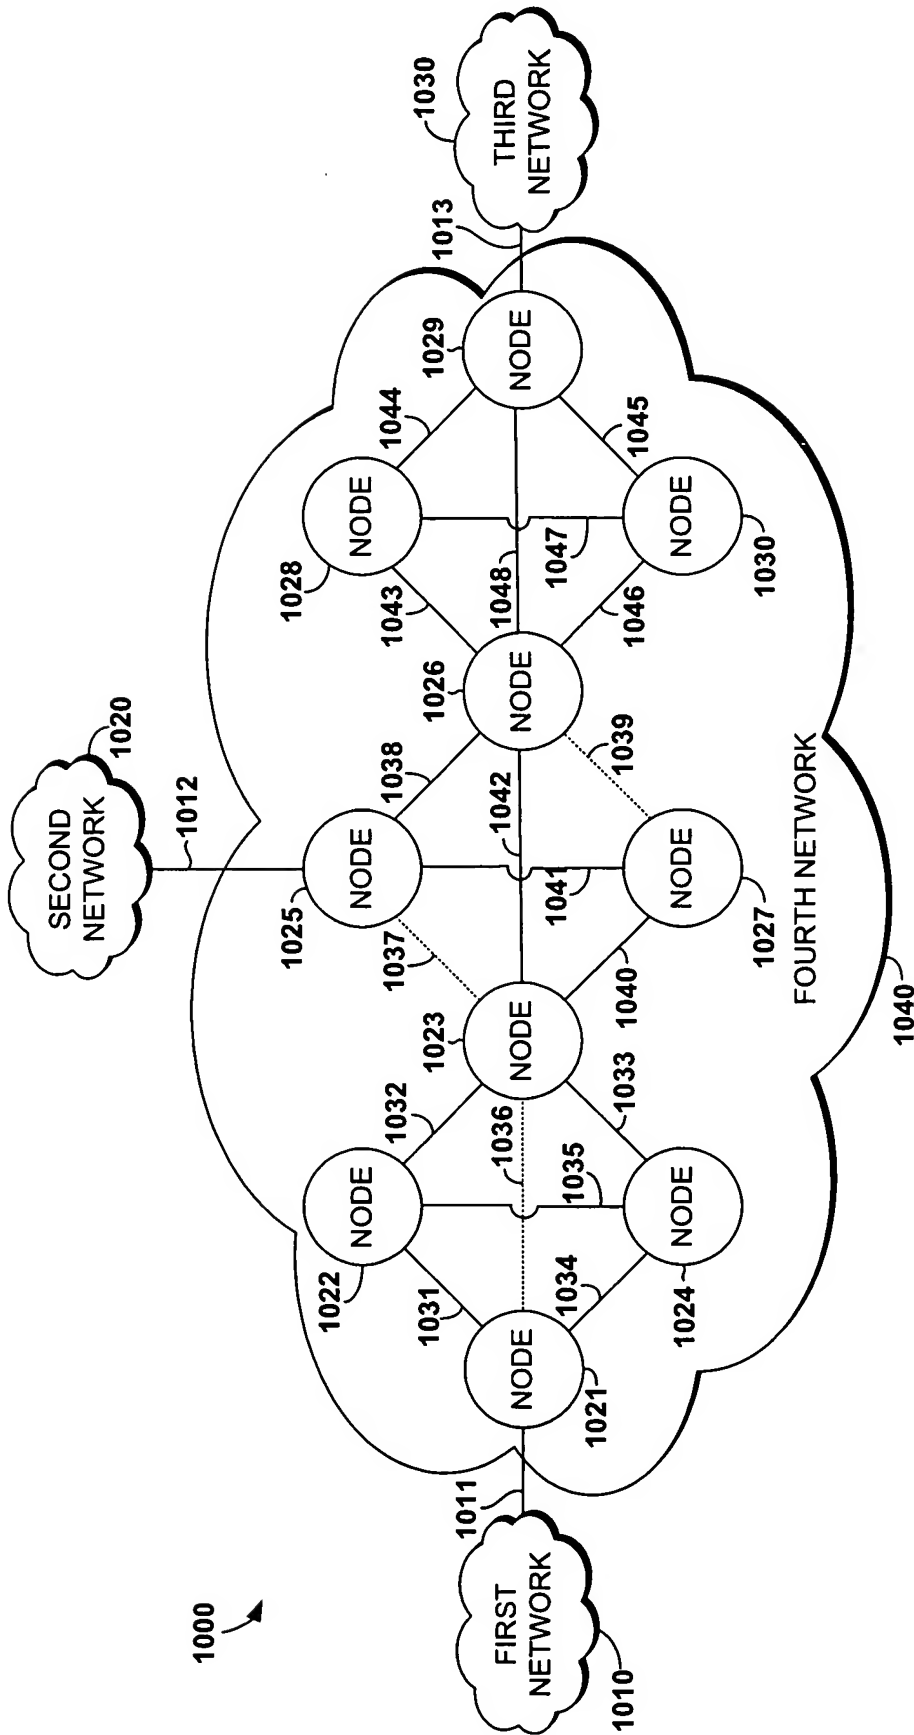 1000
SECOND
NETWORK
1020
1012
FIRST
NETWORK
1010
1011
THIRD
NETWORK
1030
1013
NODE
1021
NODE
1022
NODE
1023
NODE
1024
NODE
1025
NODE
1026
NODE
1027
NODE
1028
NODE
1029
NODE
1030
1031
1032
1033
1034
1035
1036
1037
1038
1039
1040
1041
1042
1043
1044
1045
1046
1047
1048
FOURTH NETWORK
1040